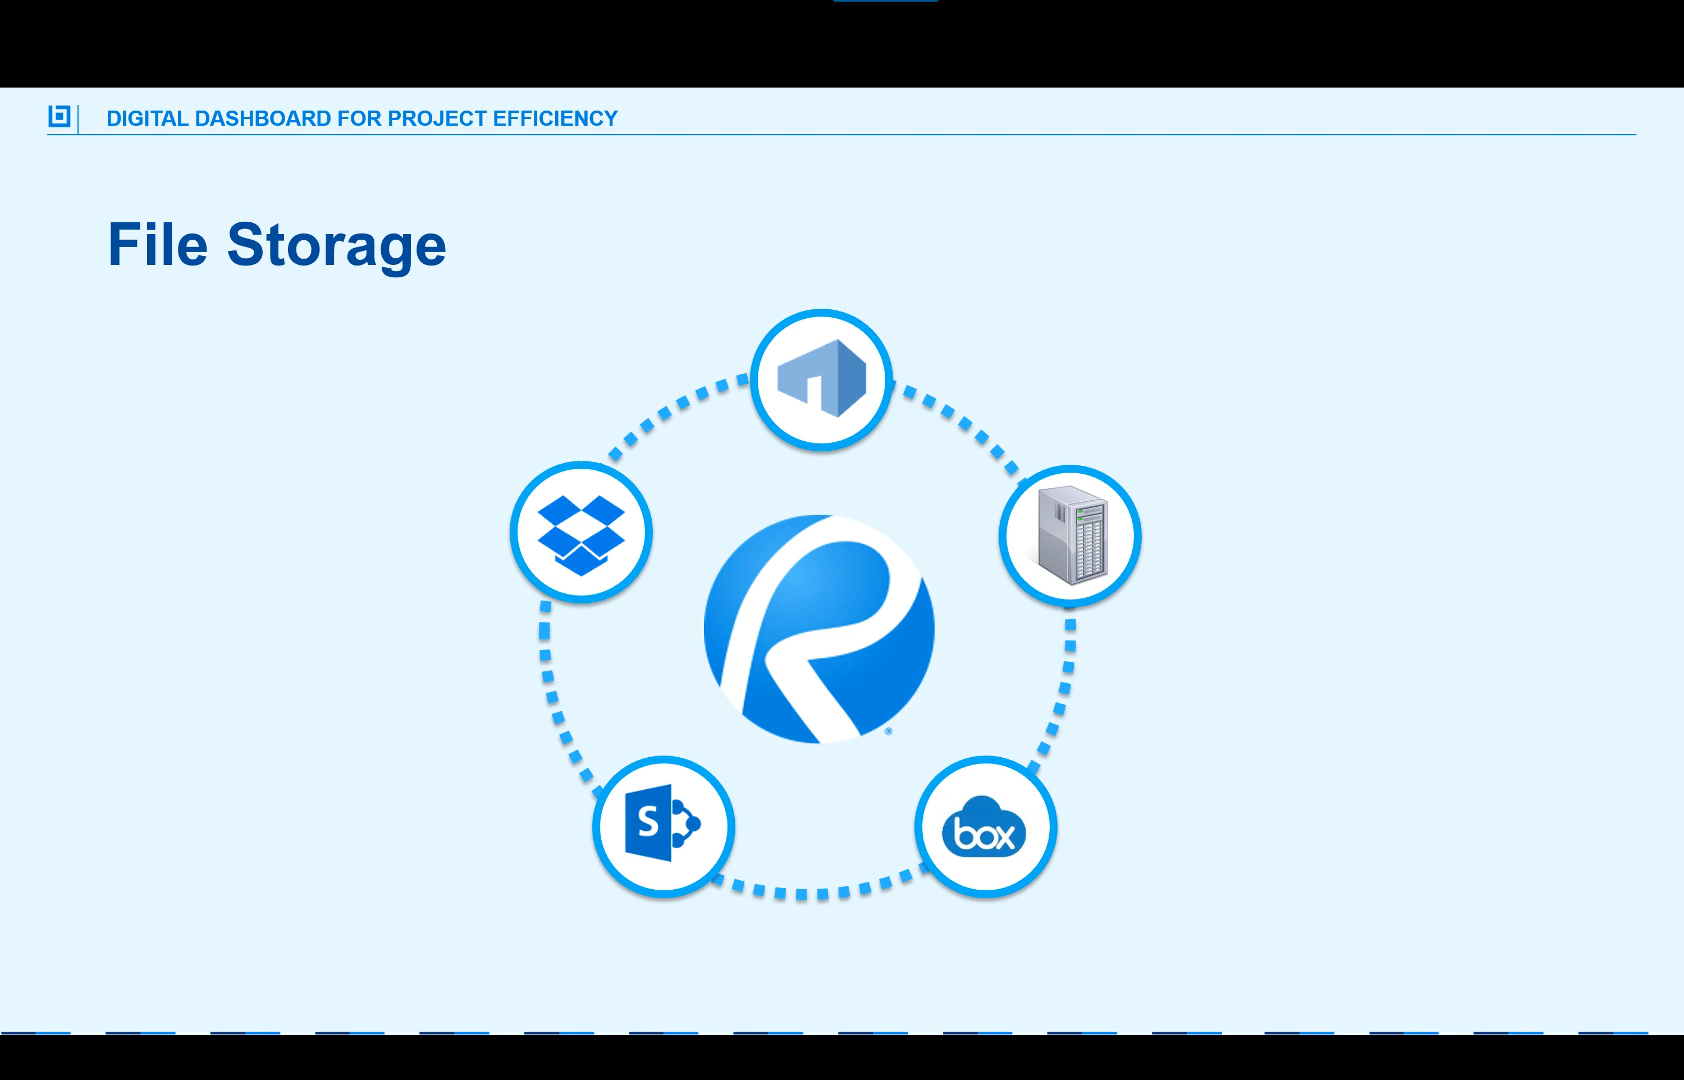 DIGITAL DASHBOARD FOR PROJECT EFFICIENCY
File Storage
R
S
box